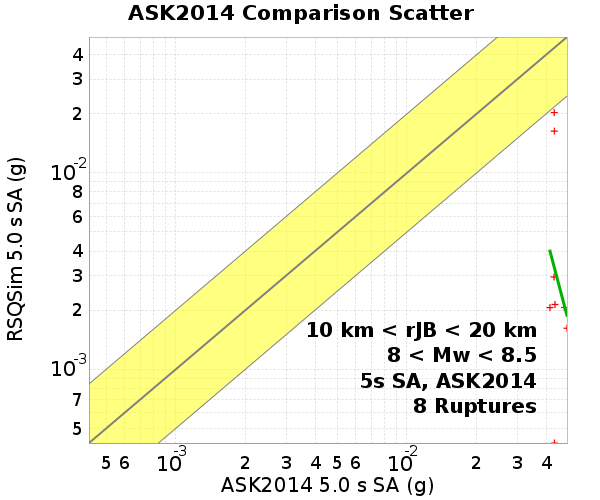 ASK2014 Comparison Scatter
RSQSim 5.0 s SA (g)
4
3
2
10^-2
8
6
4
3
2
10^-3
7
5
10 km < rJB < 20 km
8 < Mw < 8.5
5s SA, ASK2014
8 Ruptures
5 6 10^-3 2 3 4 5 6 10^-2 2 3 4
ASK2014 5.0 s SA (g)